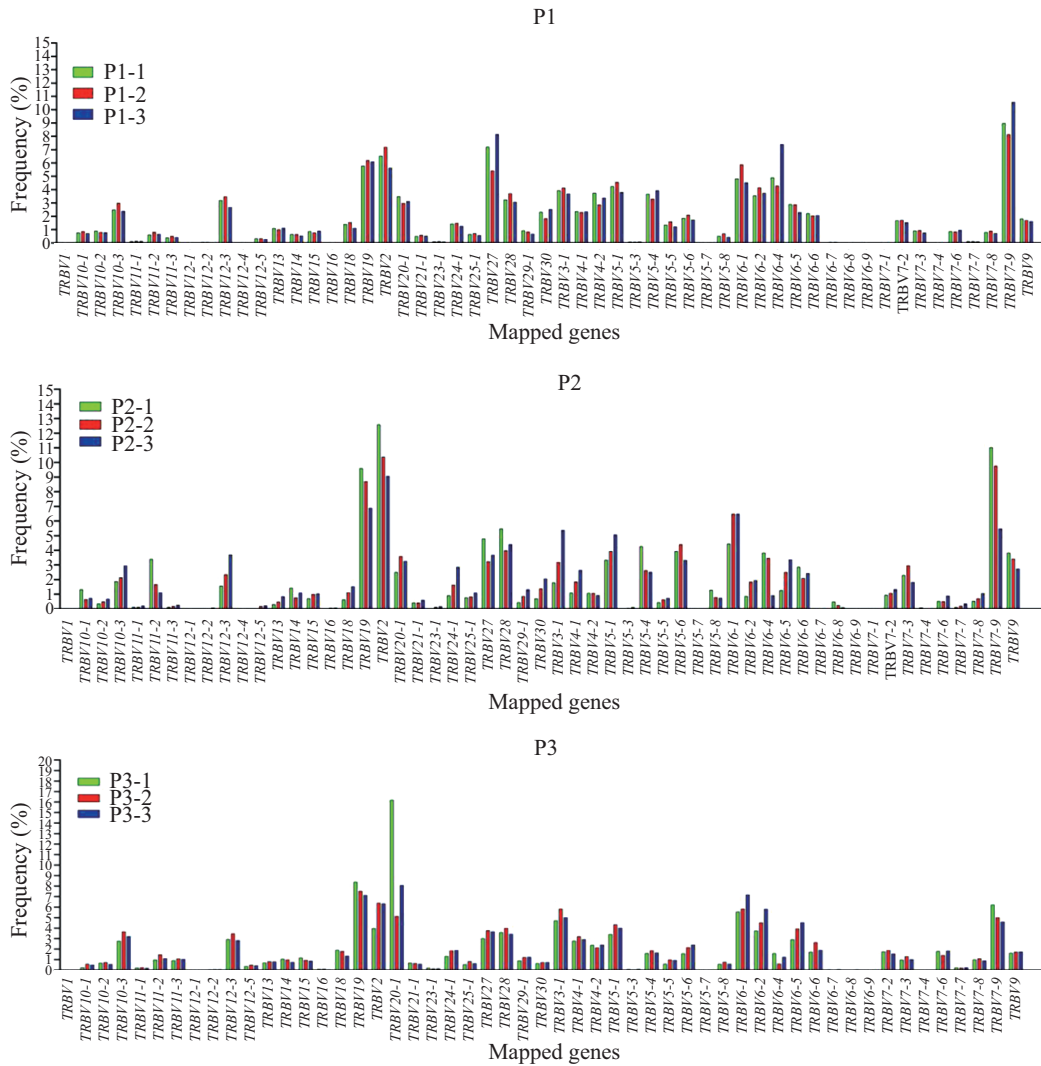 P1
15
14
13
12
11
10
9
8
7
6
5
4
3
2
1
0
Frequency (%)
P1-1
P1-2
P1-3
TRBV1
TRBV10-1
TRBV10-2
TRBV10-3
TRBV11-1
TRBV11-2
TRBV11-3
TRBV12-1
TRBV12-2
TRBV12-3
TRBV12-4
TRBV12-5
TRBV13
TRBV14
TRBV15
TRBV16
TRBV18
TRBV19
TRBV2
TRBV20-1
TRBV21-1
TRBV23-1
TRBV24-1
TRBV25-1
TRBV27
TRBV28
TRBV29-1
TRBV30
TRBV3-1
TRBV4-1
TRBV4-2
TRBV5-1
TRBV5-3
TRBV5-4
TRBV5-5
TRBV5-6
TRBV5-7
TRBV5-8
TRBV6-1
TRBV6-2
TRBV6-4
TRBV6-5
TRBV6-6
TRBV6-7
TRBV6-8
TRBV6-9
TRBV7-1
TRBV7-2
TRBV7-3
TRBV7-4
TRBV7-6
TRBV7-7
TRBV7-8
TRBV7-9
TRBV9
Mapped genes
P2
15
14
13
12
11
10
9
8
7
6
5
4
3
2
1
0
Frequency (%)
P2-1
P2-2
P2-3
TRBV1
TRBV10-1
TRBV10-2
TRBV10-3
TRBV11-1
TRBV11-2
TRBV11-3
TRBV12-1
TRBV12-2
TRBV12-3
TRBV12-4
TRBV12-5
TRBV13
TRBV14
TRBV15
TRBV16
TRBV18
TRBV19
TRBV2
TRBV20-1
TRBV21-1
TRBV23-1
TRBV24-1
TRBV25-1
TRBV27
TRBV28
TRBV29-1
TRBV30
TRBV3-1
TRBV4-1
TRBV4-2
TRBV5-1
TRBV5-3
TRBV5-4
TRBV5-5
TRBV5-6
TRBV5-7
TRBV5-8
TRBV6-1
TRBV6-2
TRBV6-4
TRBV6-5
TRBV6-6
TRBV6-7
TRBV6-8
TRBV6-9
TRBV7-1
TRBV7-2
TRBV7-3
TRBV7-4
TRBV7-6
TRBV7-7
TRBV7-8
TRBV7-9
TRBV9
Mapped genes
P3
20
19
18
17
16
15
14
13
12
11
10
9
8
7
6
5
4
3
2
1
0
Frequency (%)
P3-1
P3-2
P3-3
TRBV1
TRBV10-1
TRBV10-2
TRBV10-3
TRBV11-1
TRBV11-2
TRBV11-3
TRBV12-1
TRBV12-2
TRBV12-3
TRBV12-5
TRBV13
TRBV14
TRBV15
TRBV16
TRBV18
TRBV19
TRBV2
TRBV20-1
TRBV21-1
TRBV23-1
TRBV24-1
TRBV25-1
TRBV27
TRBV28
TRBV29-1
TRBV30
TRBV3-1
TRBV4-1
TRBV4-2
TRBV5-1
TRBV5-3
TRBV5-4
TRBV5-5
TRBV5-6
TRBV5-7
TRBV5-8
TRBV6-1
TRBV6-2
TRBV6-4
TRBV6-5
TRBV6-6
TRBV6-7
TRBV6-8
TRBV6-9
TRBV7-2
TRBV7-3
TRBV7-4
TRBV7-6
TRBV7-7
TRBV7-8
TRBV7-9
TRBV9
Mapped genes